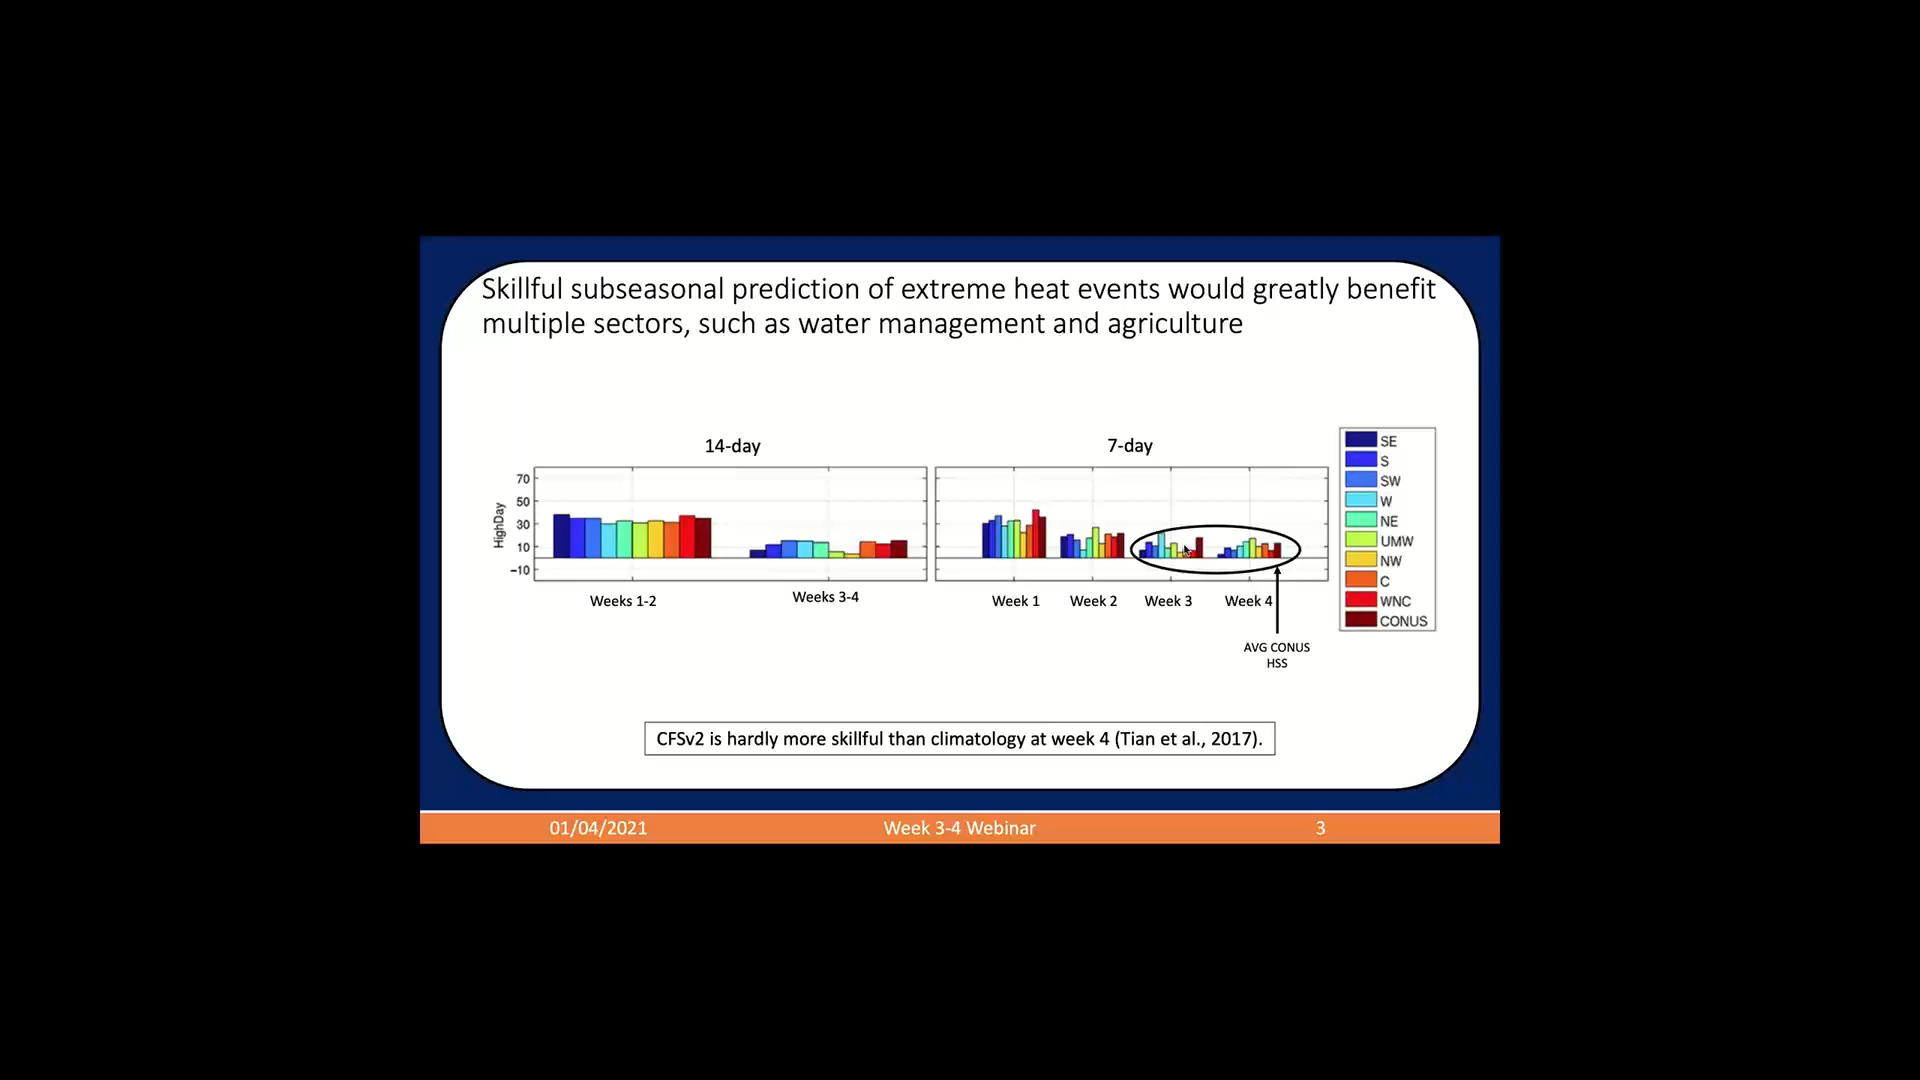 Skillful subseasonal prediction of extreme heat events would greatly benefit
multiple sectors, such as water management and agriculture
14-day
7-day
HighDay
70
50
30
10
−10
Weeks 1-2
Weeks 3-4
Week 1
Week 2
Week 3
Week 4
AVG CONUS
HSS
SE
S
SW
W
NE
UMW
NW
C
WNC
CONUS
CFSv2 is hardly more skillful than climatology at week 4 (Tian et al., 2017).
01/04/2021
Week 3-4 Webinar
3